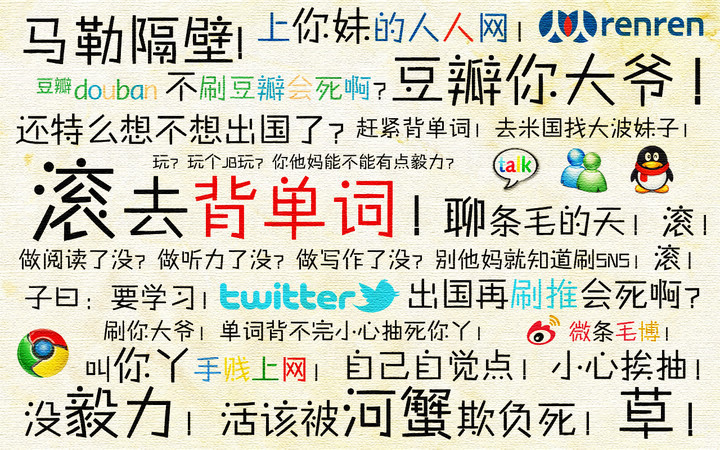 马勒隔壁! 上你妹的人人网! renren
豆瓣douban 不刷豆瓣会死啊? 豆瓣你大爷!
还特么想不想出国了? 赶紧背单词! 去米国找大波妹子!
玩? 玩个JB玩? 你他妈能不能有点毅力? talk
滚去背单词! 聊条毛的天! 滚!
做阅读了没? 做听力了没? 做写作了没? 别他妈就知道刷SNS! 滚!
子曰: 要学习! twitter 出国再刷推会死啊?
刷你大爷! 单词背不完小心抽死你丫! 微条毛博!
叫你丫手贱上网! 自己自觉点! 小心挨抽!
没毅力! 活该被河蟹欺负死! 草!